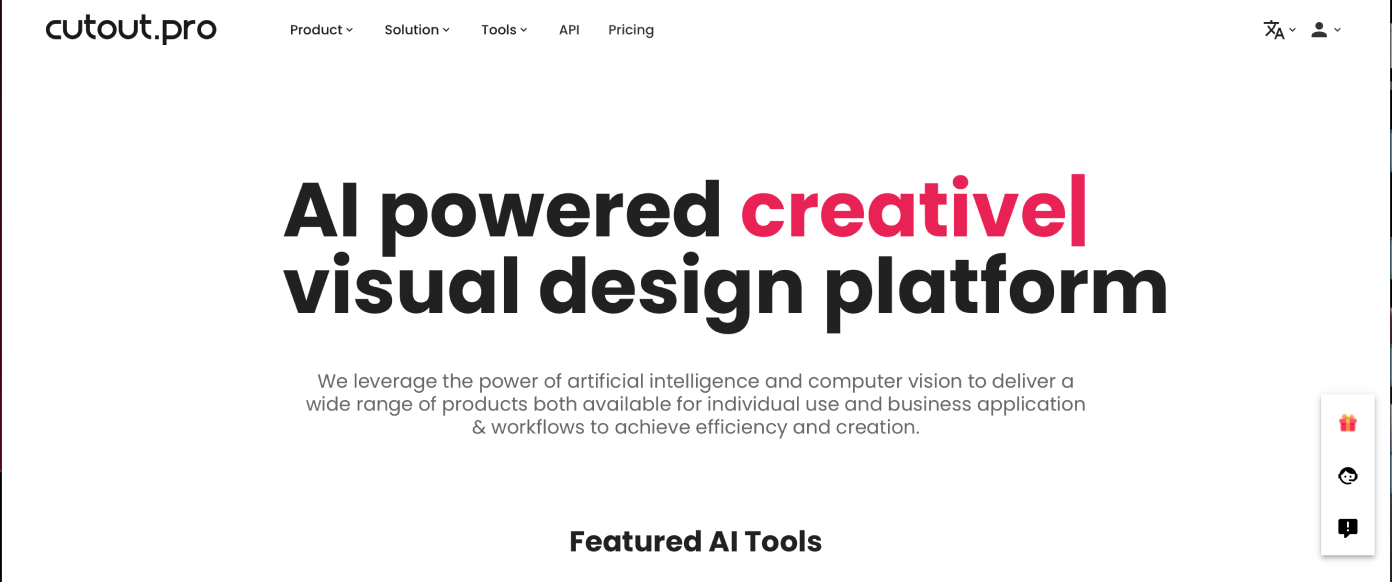 cutout.pro
Product
Solution
Tools
API
Pricing
AI powered creative|
visual design platform
We leverage the power of artificial intelligence and computer vision to deliver a
wide range of products both available for individual use and business application
& workflows to achieve efficiency and creation.
Featured AI Tools